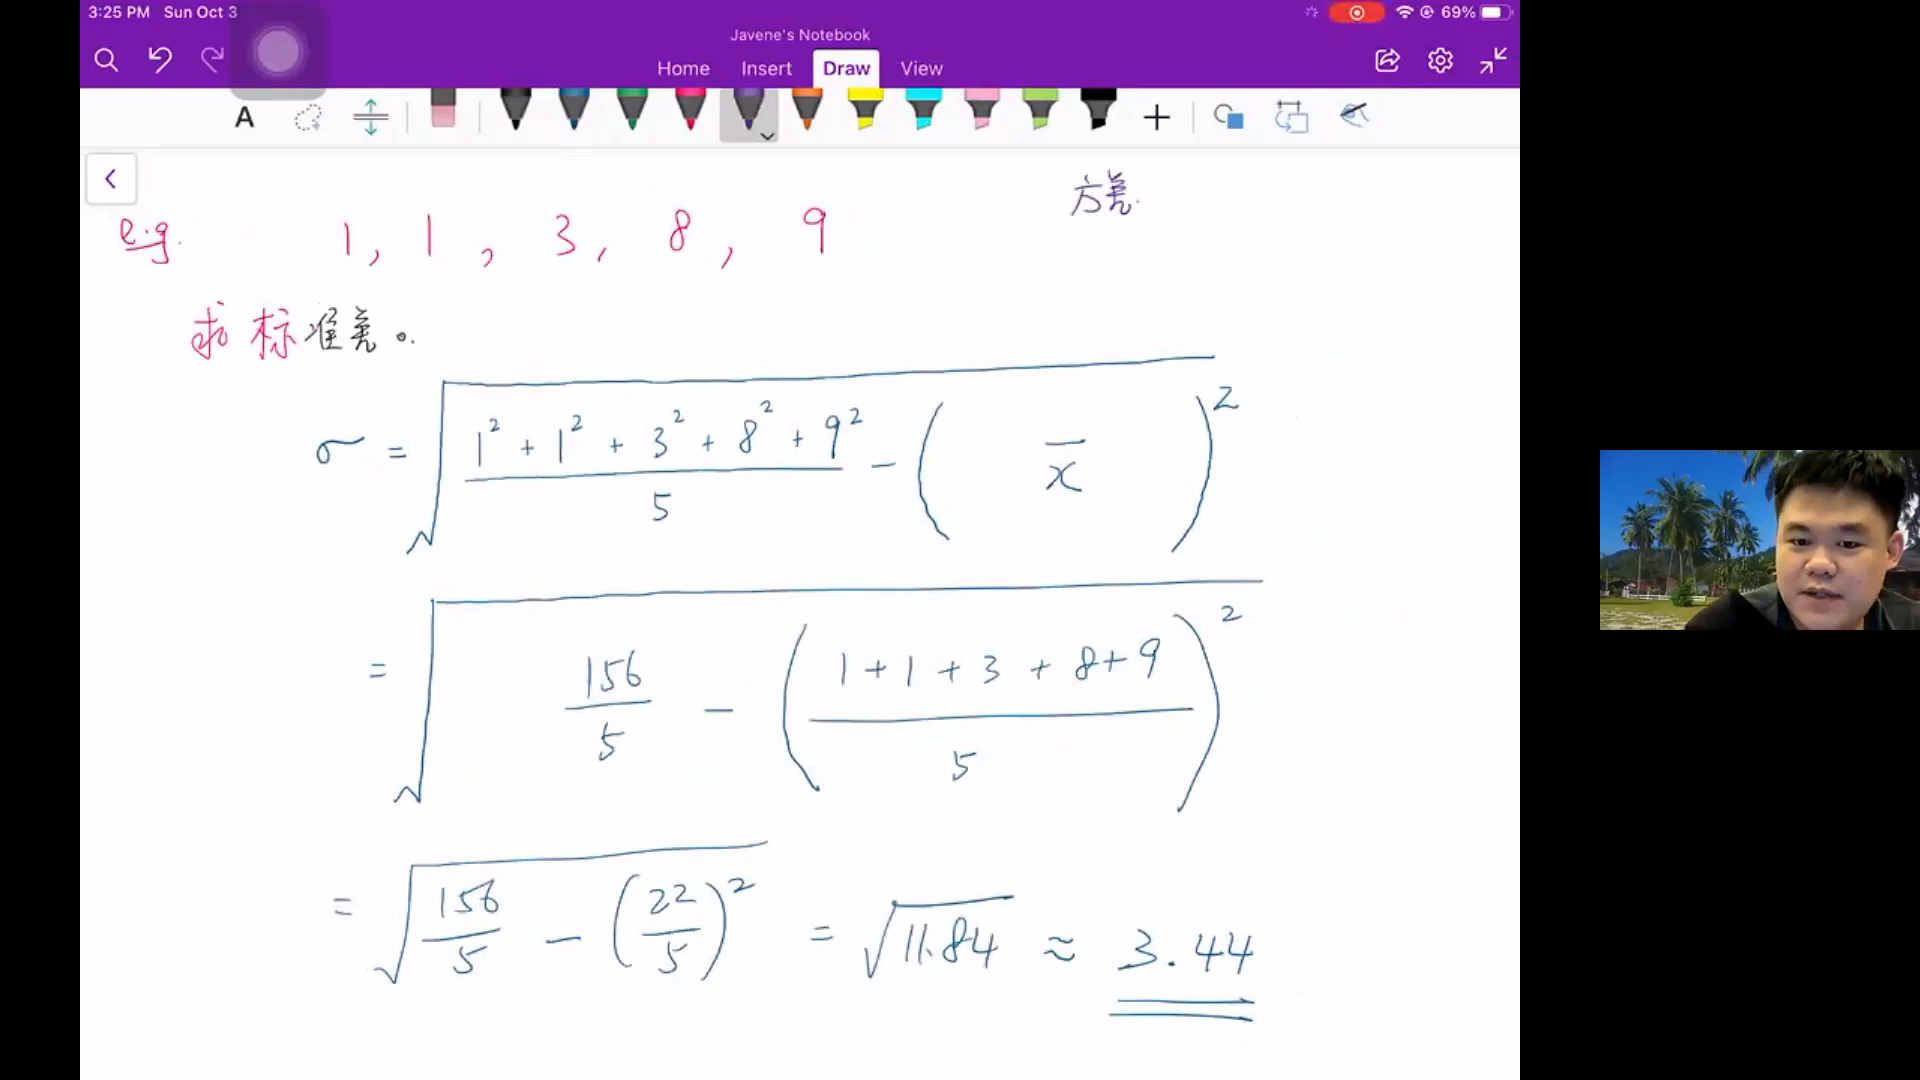 3:25 PM Sun Oct 3
69%
Javene's Notebook
Home Insert Draw View
A
方差.
e.g. 1, 1, 3, 8, 9
求标准差。
σ = √(1² + 1² + 3² + 8² + 9² / 5 − (x̄)²)
= √(156/5 − (1 + 1 + 3 + 8 + 9 / 5)²)
= √(156/5 − (22/5)²) = √11.84 ≈ 3.44